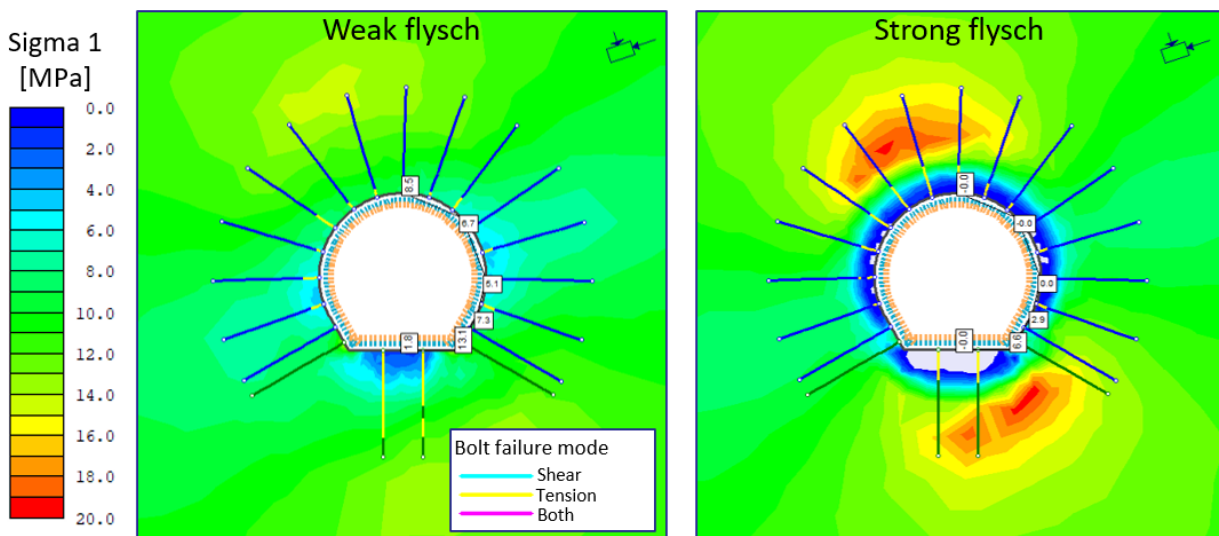 Sigma 1
[MPa]
0.0
2.0
4.0
6.0
8.0
10.0
12.0
14.0
16.0
18.0
20.0
Weak flysch
8.5
6.7
5.1
7.3
13.1
1.8
Bolt failure mode
Shear
Tension
Both
Strong flysch
-0.0
-0.0
0.0
2.9
6.6
-0.0